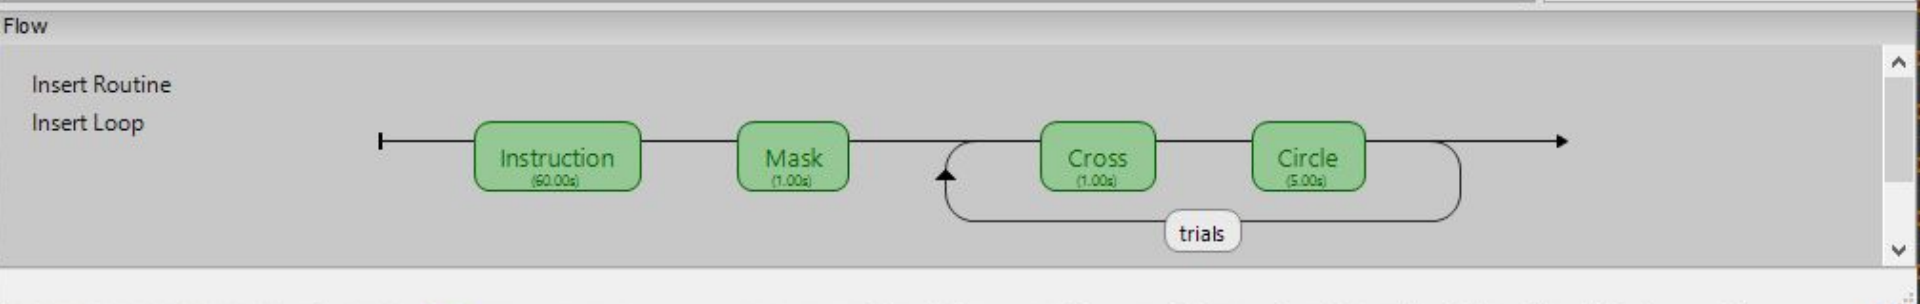 Flow
Insert Routine
Insert Loop
Instruction
(60.00s)
Mask
(1.00s)
Cross
(1.00s)
Circle
(5.00s)
trials